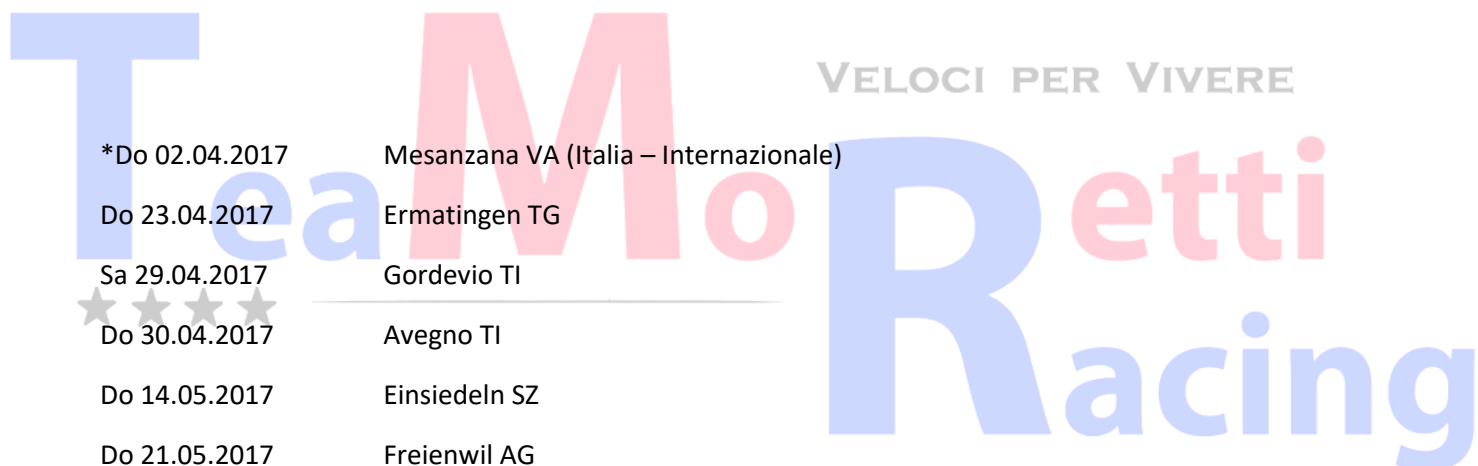 VELOCI PER VIVERE
TeaMoRetti
Racing
*Do 02.04.2017 Mesanzana VA (Italia – Internazionale)
Do 23.04.2017 Ermatingen TG
Sa 29.04.2017 Gordevio TI
Do 30.04.2017 Avegno TI
Do 14.05.2017 Einsiedeln SZ
Do 21.05.2017 Freienwil AG